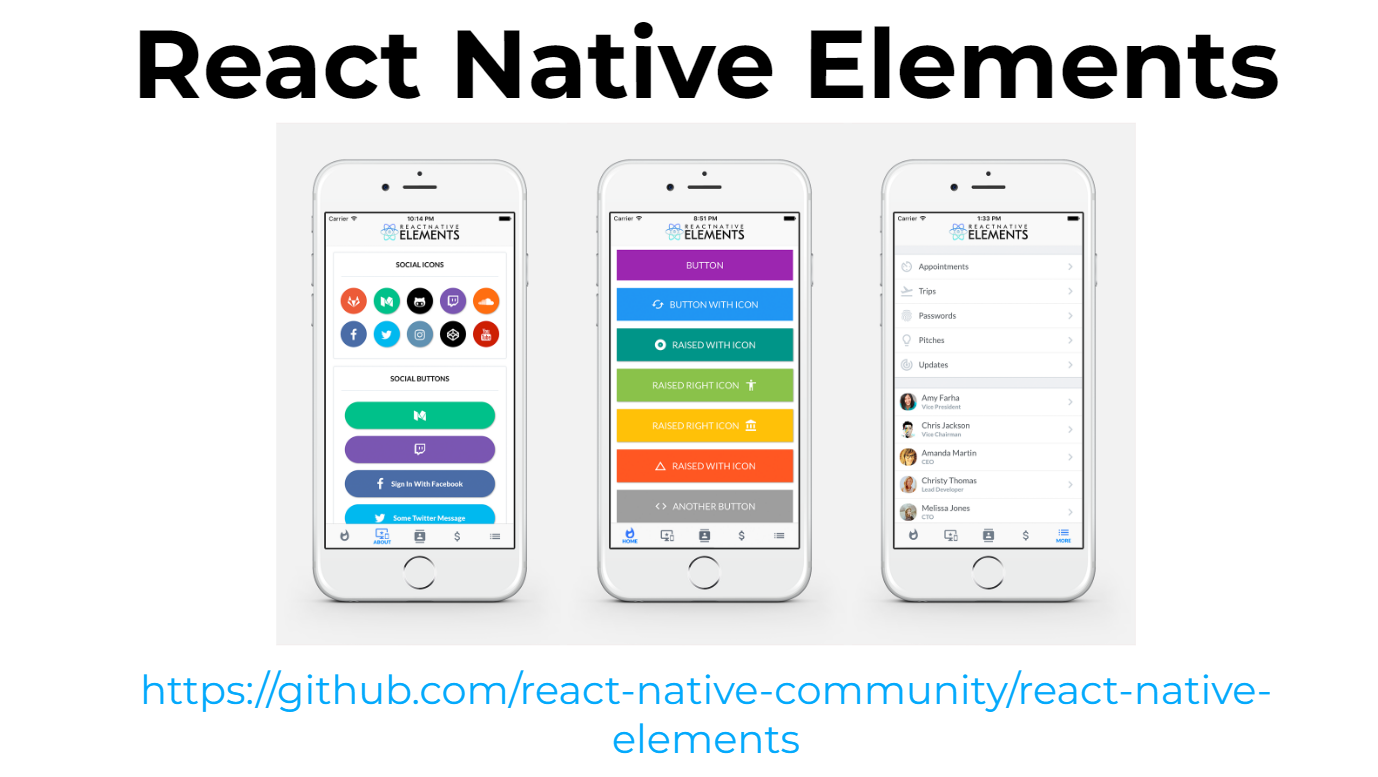 React Native Elements
Carrier 10:14 PM
REACT NATIVE
ELEMENTS
SOCIAL ICONS
You
Tube
SOCIAL BUTTONS
Sign In With Facebook
Some Twitter Message
ABOUT
Carrier 8:51 PM
REACT NATIVE
ELEMENTS
BUTTON
BUTTON WITH ICON
RAISED WITH ICON
RAISED RIGHT ICON
RAISED RIGHT ICON
RAISED WITH ICON
ANOTHER BUTTON
HOME
$
Carrier 1:33 PM
REACT NATIVE
ELEMENTS
Appointments
Trips
Passwords
Pitches
Updates
Amy Farha
Vice President
Chris Jackson
Vice Chairman
Amanda Martin
CEO
Christy Thomas
Lead Developer
Melissa Jones
CTO
MORE
https://github.com/react-native-community/react-native-
elements